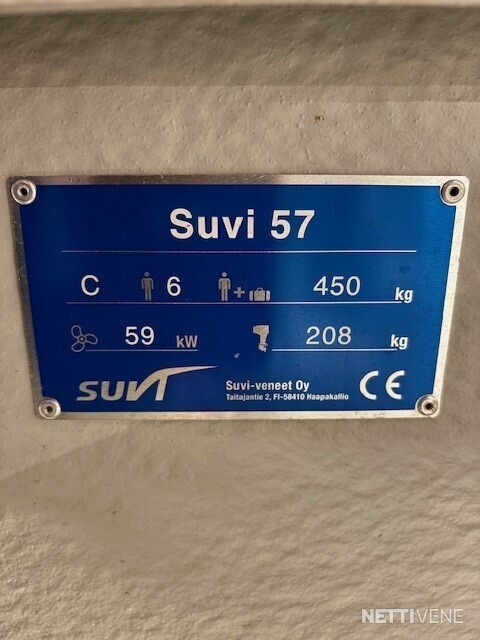 Suvi 57
C 6 + 450 kg
59 kW 208 kg
SUVI Suvi-veneet Oy
Taitajantie 2, FI-58410 Haapakallio
CE
NETTIVENE